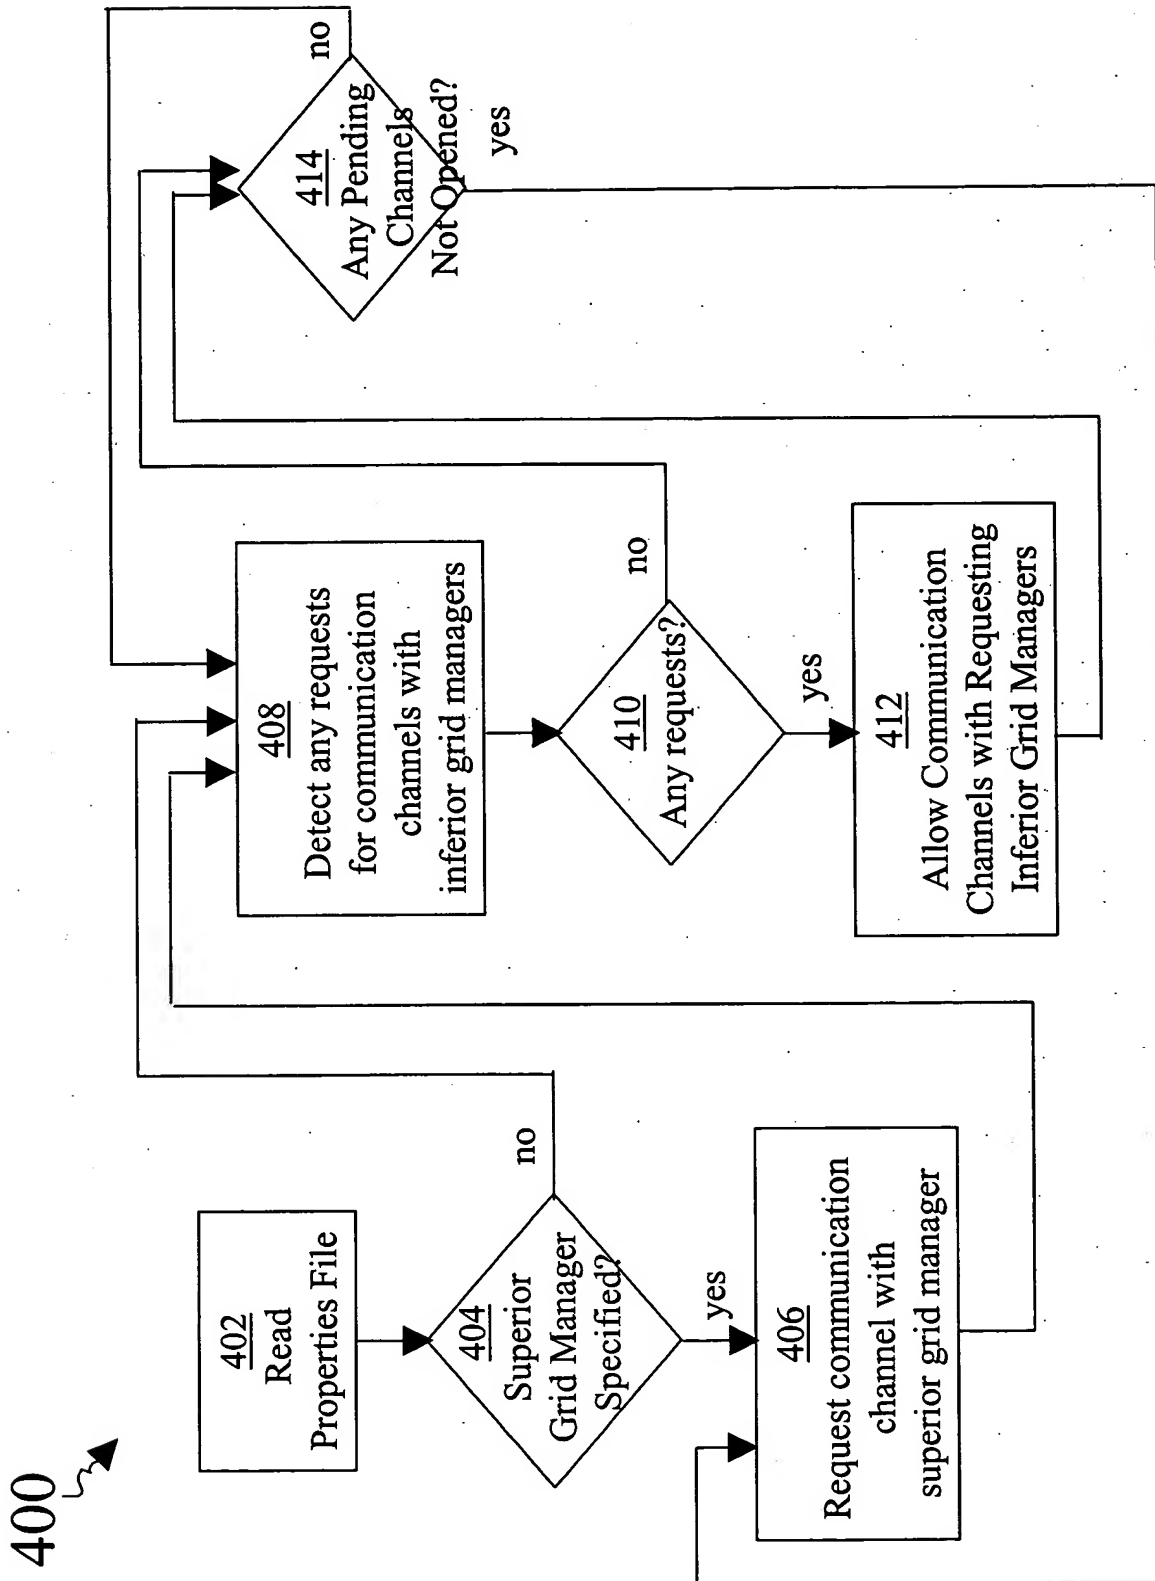 400
402
Read
Properties File
404
Superior
Grid Manager
Specified?
no
yes
406
Request communication
channel with
superior grid manager
408
Detect any requests
for communication
channels with
inferior grid managers
410
Any requests?
no
yes
412
Allow Communication
Channels with Requesting
Inferior Grid Managers
414
Any Pending
Channels
Not Opened?
no
yes